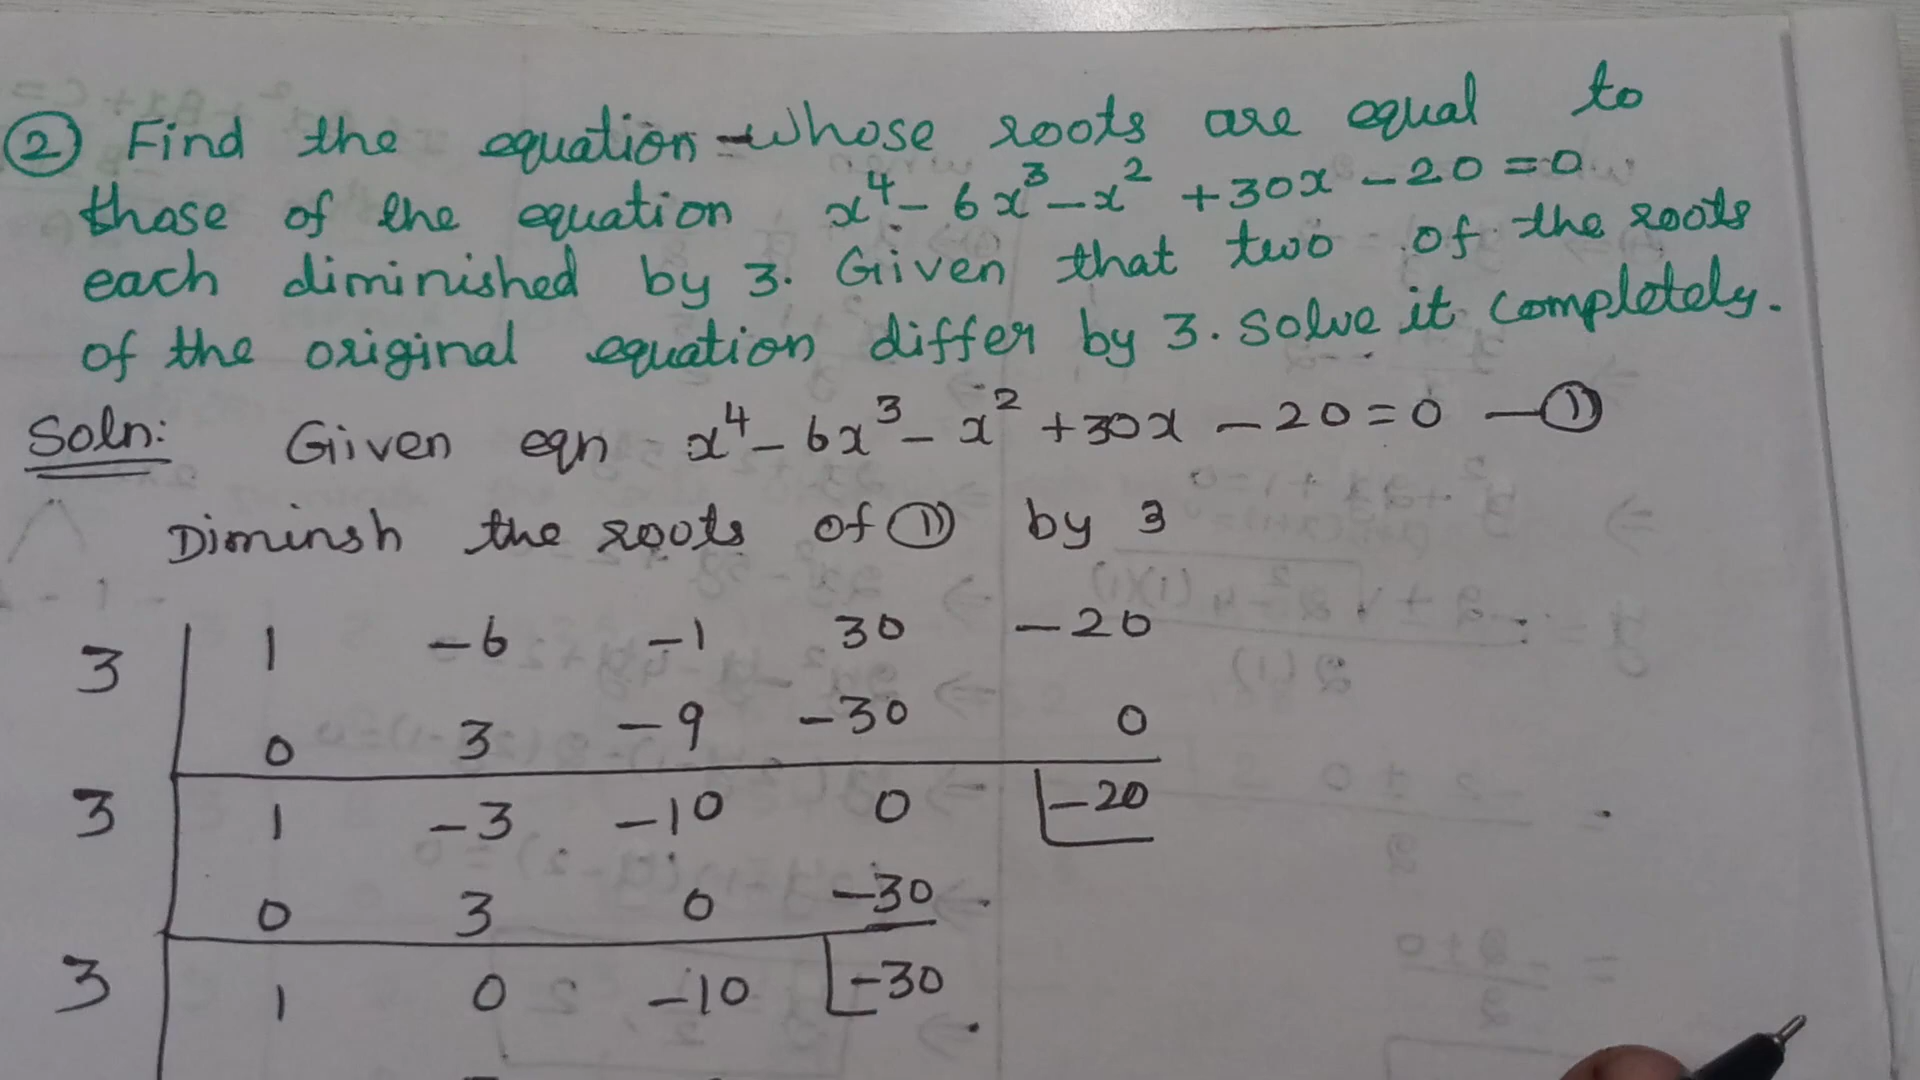 ② Find the equation whose roots are equal to
those of the equation x⁴ - 6x³ - x² + 30x - 20 = 0
each diminished by 3. Given that two of the roots
of the original equation differ by 3. Solve it completely.
Soln: Given eqn x⁴ - 6x³ - x² + 30x - 20 = 0 — ①
Diminsh the roots of ① by 3
3 | 1 -6 -1 30 -20
0 3 -9 -30 0
3 | 1 -3 -10 0 |-20
0 3 0 -30
3 | 1 0 -10 |-30